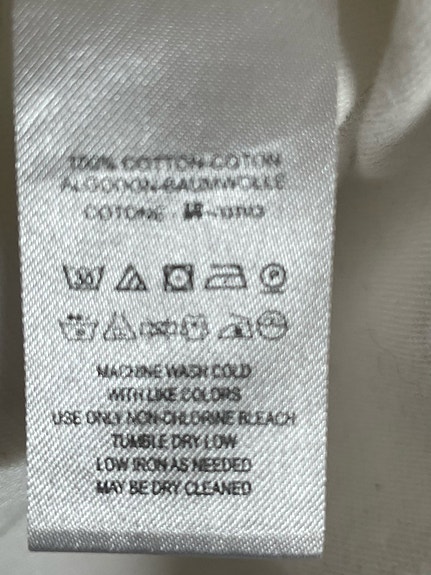 100% COTTON-COTON
ALGODON-BAUMWOLLE
COTONE -
30
P
MACHINE WASH COLD
WITH LIKE COLORS
USE ONLY NON-CHLORINE BLEACH
TUMBLE DRY LOW
LOW IRON AS NEEDED
MAY BE DRY CLEANED